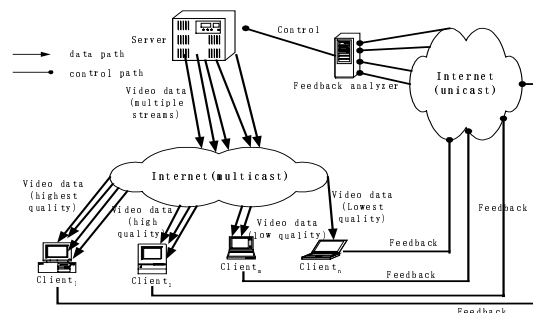 data path
control path
Server
Control
Feedback analyzer
Internet
(unicast)
Video data
(multiple
streams)
Internet(multicast)
Video data
(highest
quality)
Video data
(high
quality)
Video data
low quality)
Video data
(Lowest
quality)
Client1
Client2
Clientm
Clientn
Feedback
Feedback
Feedback
Feedback